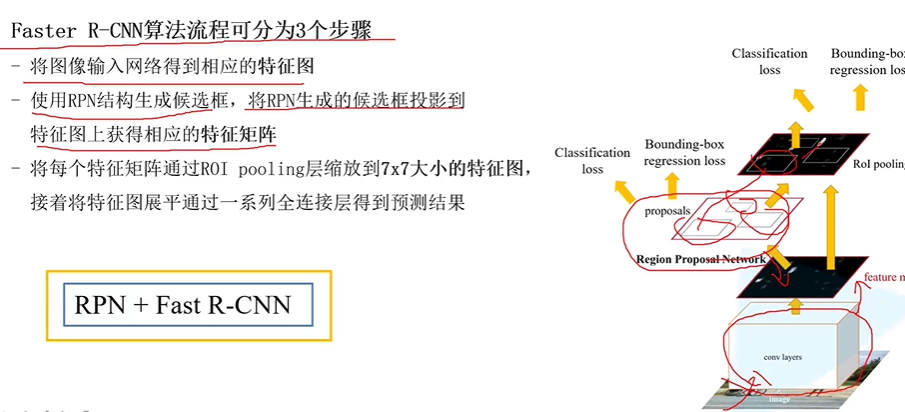 Faster R-CNN算法流程可分为3个步骤
- 将图像输入网络得到相应的特征图
- 使用RPN结构生成候选框，将RPN生成的候选框投影到
特征图上获得相应的特征矩阵
- 将每个特征矩阵通过ROI pooling层缩放到7x7大小的特征图，
接着将特征图展平通过一系列全连接层得到预测结果
RPN + Fast R-CNN
Classification
loss
Bounding-box
regression los
Classification
loss
Bounding-box
regression loss
RoI pooling
proposals
Region Proposal Network
feature m
conv layers
image